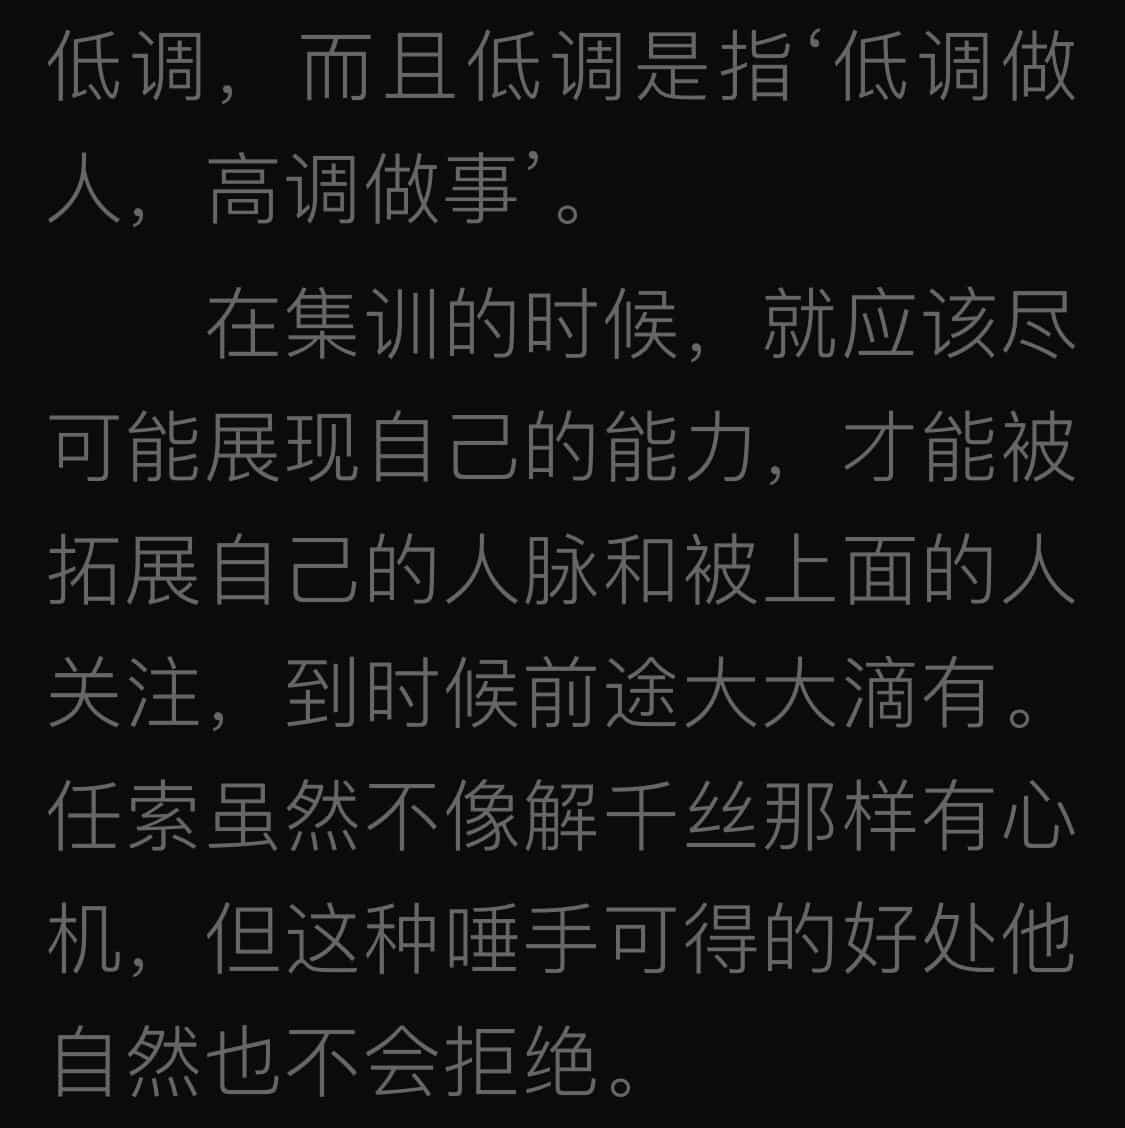 低调，而且低调是指‘低调做
人，高调做事’。
在集训的时候，就应该尽
可能展现自己的能力，才能被
拓展自己的人脉和被上面的人
关注，到时候前途大大滴有。
任索虽然不像解千丝那样有心
机，但这种唾手可得的好处他
自然也不会拒绝。